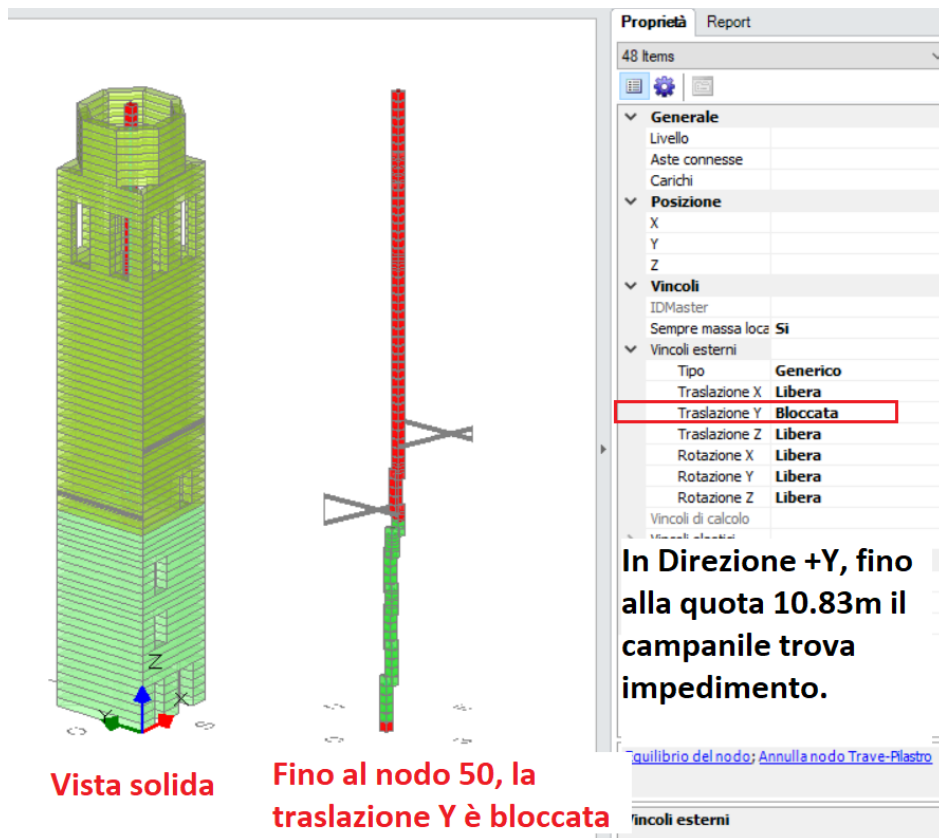 Proprietà Report
48 Items
Generale
Livello
Aste connesse
Carichi
Posizione
X
Y
Z
Vincoli
IDMaster
Sempre massa loca Sì
Vincoli esterni
Tipo Generico
Traslazione X Libera
Traslazione Y Bloccata
Traslazione Z Libera
Rotazione X Libera
Rotazione Y Libera
Rotazione Z Libera
Vincoli di calcolo
In Direzione +Y, fino
alla quota 10.83m il
campanile trova
impedimento.
Z
X
Y
Vista solida
Fino al nodo 50, la
traslazione Y è bloccata
Equilibrio del nodo; Annulla nodo Trave-Pilastro
Vincoli esterni